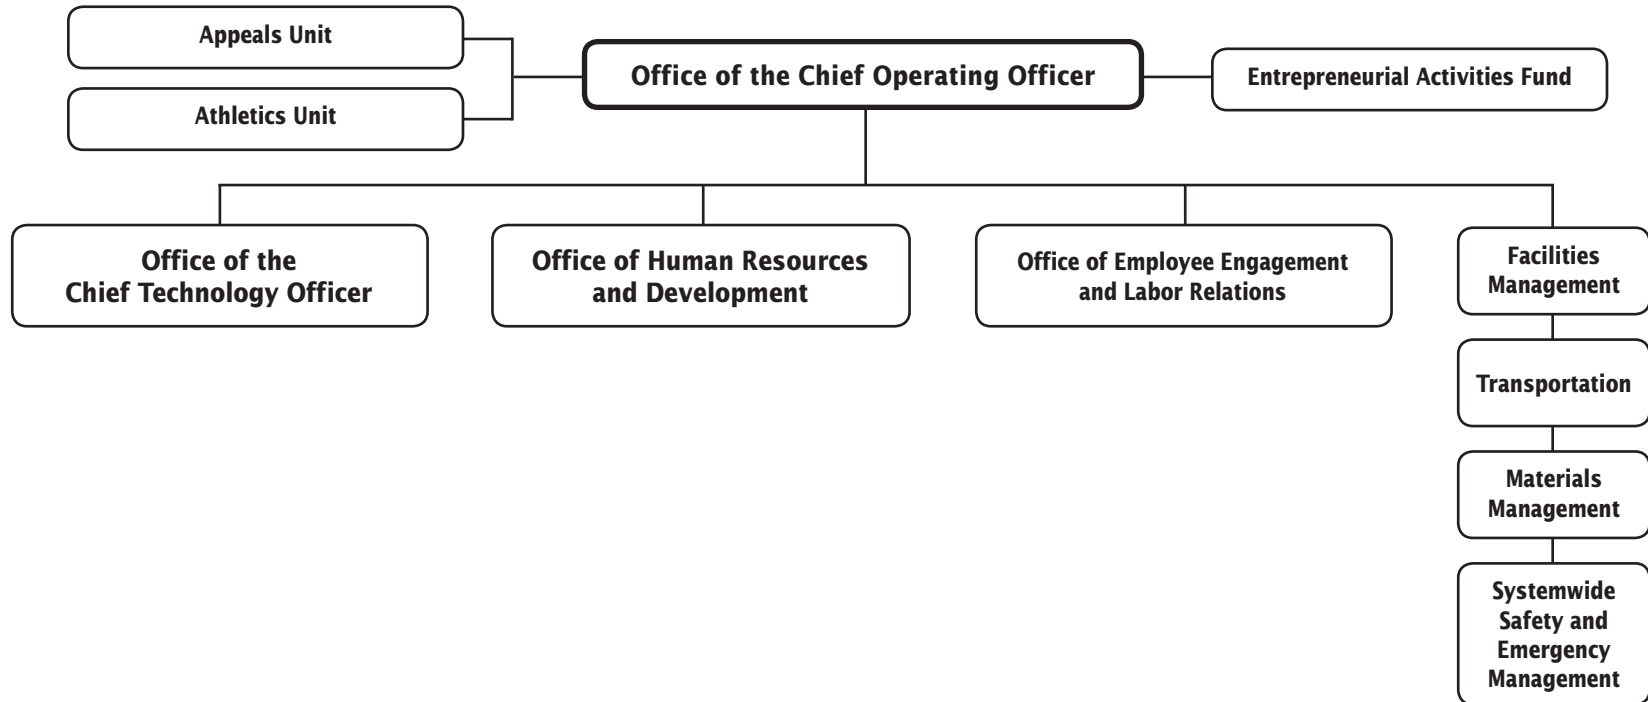 Appeals Unit
Athletics Unit
Office of the Chief Operating Officer
Entrepreneurial Activities Fund
Office of the
Chief Technology Officer
Office of Human Resources
and Development
Office of Employee Engagement
and Labor Relations
Facilities
Management
Transportation
Materials
Management
Systemwide
Safety and
Emergency
Management